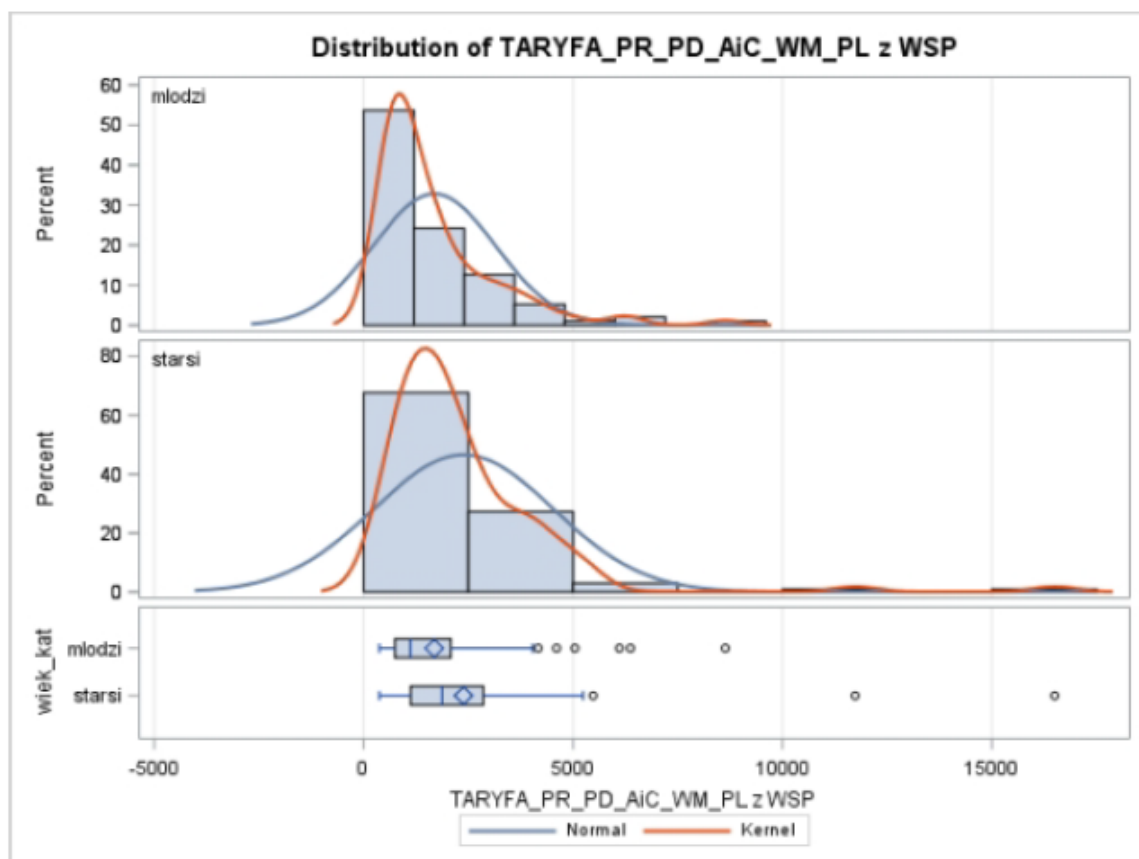 Distribution of TARYFA_PR_PD_AiC_WM_PL z WSP
60
mlodzi
50
40
30
20
10
0
Percent
80
starsi
60
40
20
0
Percent
wiek_kat
mlodzi
starsi
-5000 0 5000 10000 15000
TARYFA_PR_PD_AiC_WM_PL z WSP
Normal Kernel